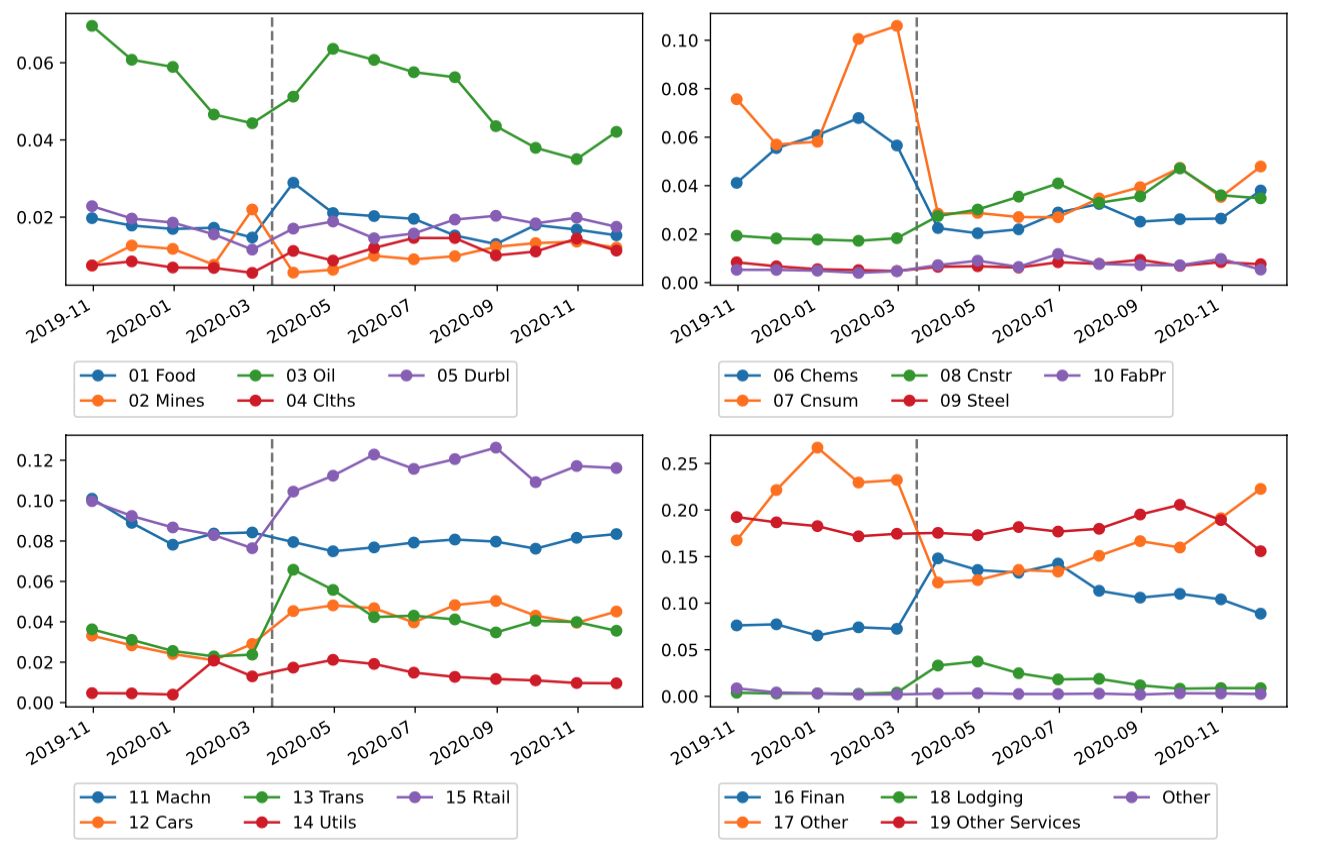 0.06
0.04
0.02
2019-11 2020-01 2020-03 2020-05 2020-07 2020-09 2020-11
01 Food 03 Oil 05 Durbl
02 Mines 04 Clths
0.10
0.08
0.06
0.04
0.02
0.00
2019-11 2020-01 2020-03 2020-05 2020-07 2020-09 2020-11
06 Chems 08 Cnstr 10 FabPr
07 Cnsum 09 Steel
0.12
0.10
0.08
0.06
0.04
0.02
0.00
2019-11 2020-01 2020-03 2020-05 2020-07 2020-09 2020-11
11 Machn 13 Trans 15 Rtail
12 Cars 14 Utils
0.25
0.20
0.15
0.10
0.05
0.00
2019-11 2020-01 2020-03 2020-05 2020-07 2020-09 2020-11
16 Finan 18 Lodging Other
17 Other 19 Other Services